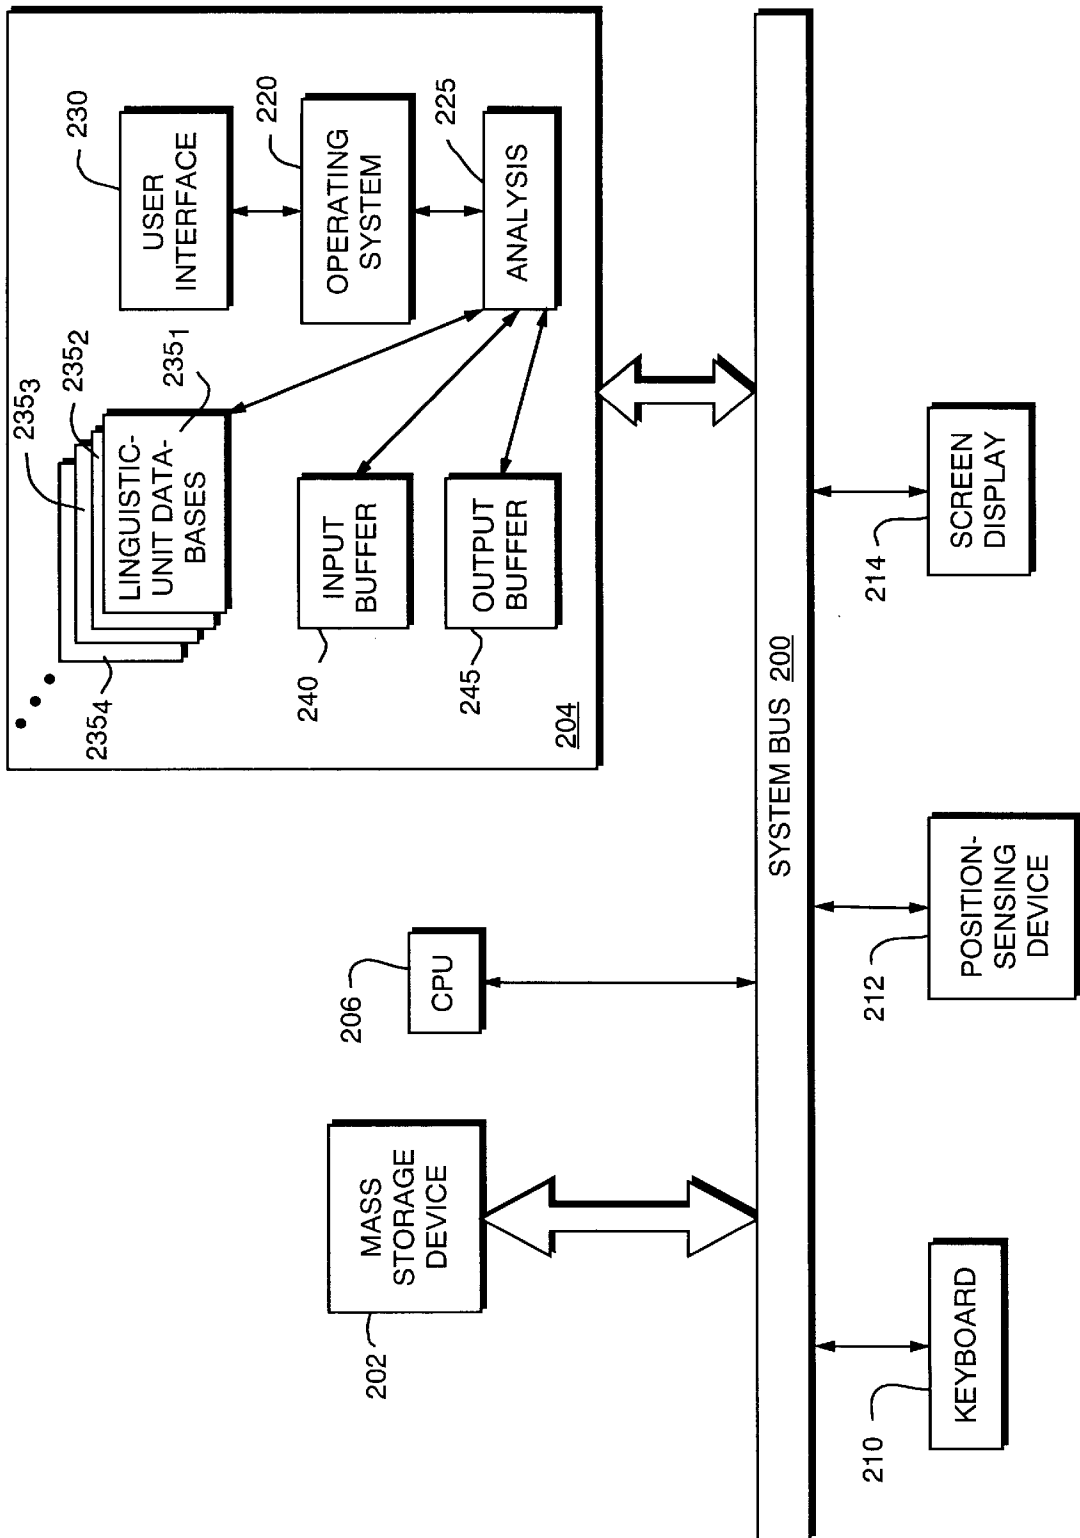 230
USER
INTERFACE
220
OPERATING
SYSTEM
225
ANALYSIS
235₃
235₂
235₁
LINGUISTIC-
UNIT DATA-
BASES
235₄
INPUT
BUFFER
240
OUTPUT
BUFFER
245
204
206
CPU
MASS
STORAGE
DEVICE
202
SYSTEM BUS 200
KEYBOARD
210
POSITION-
SENSING
DEVICE
212
SCREEN
DISPLAY
214